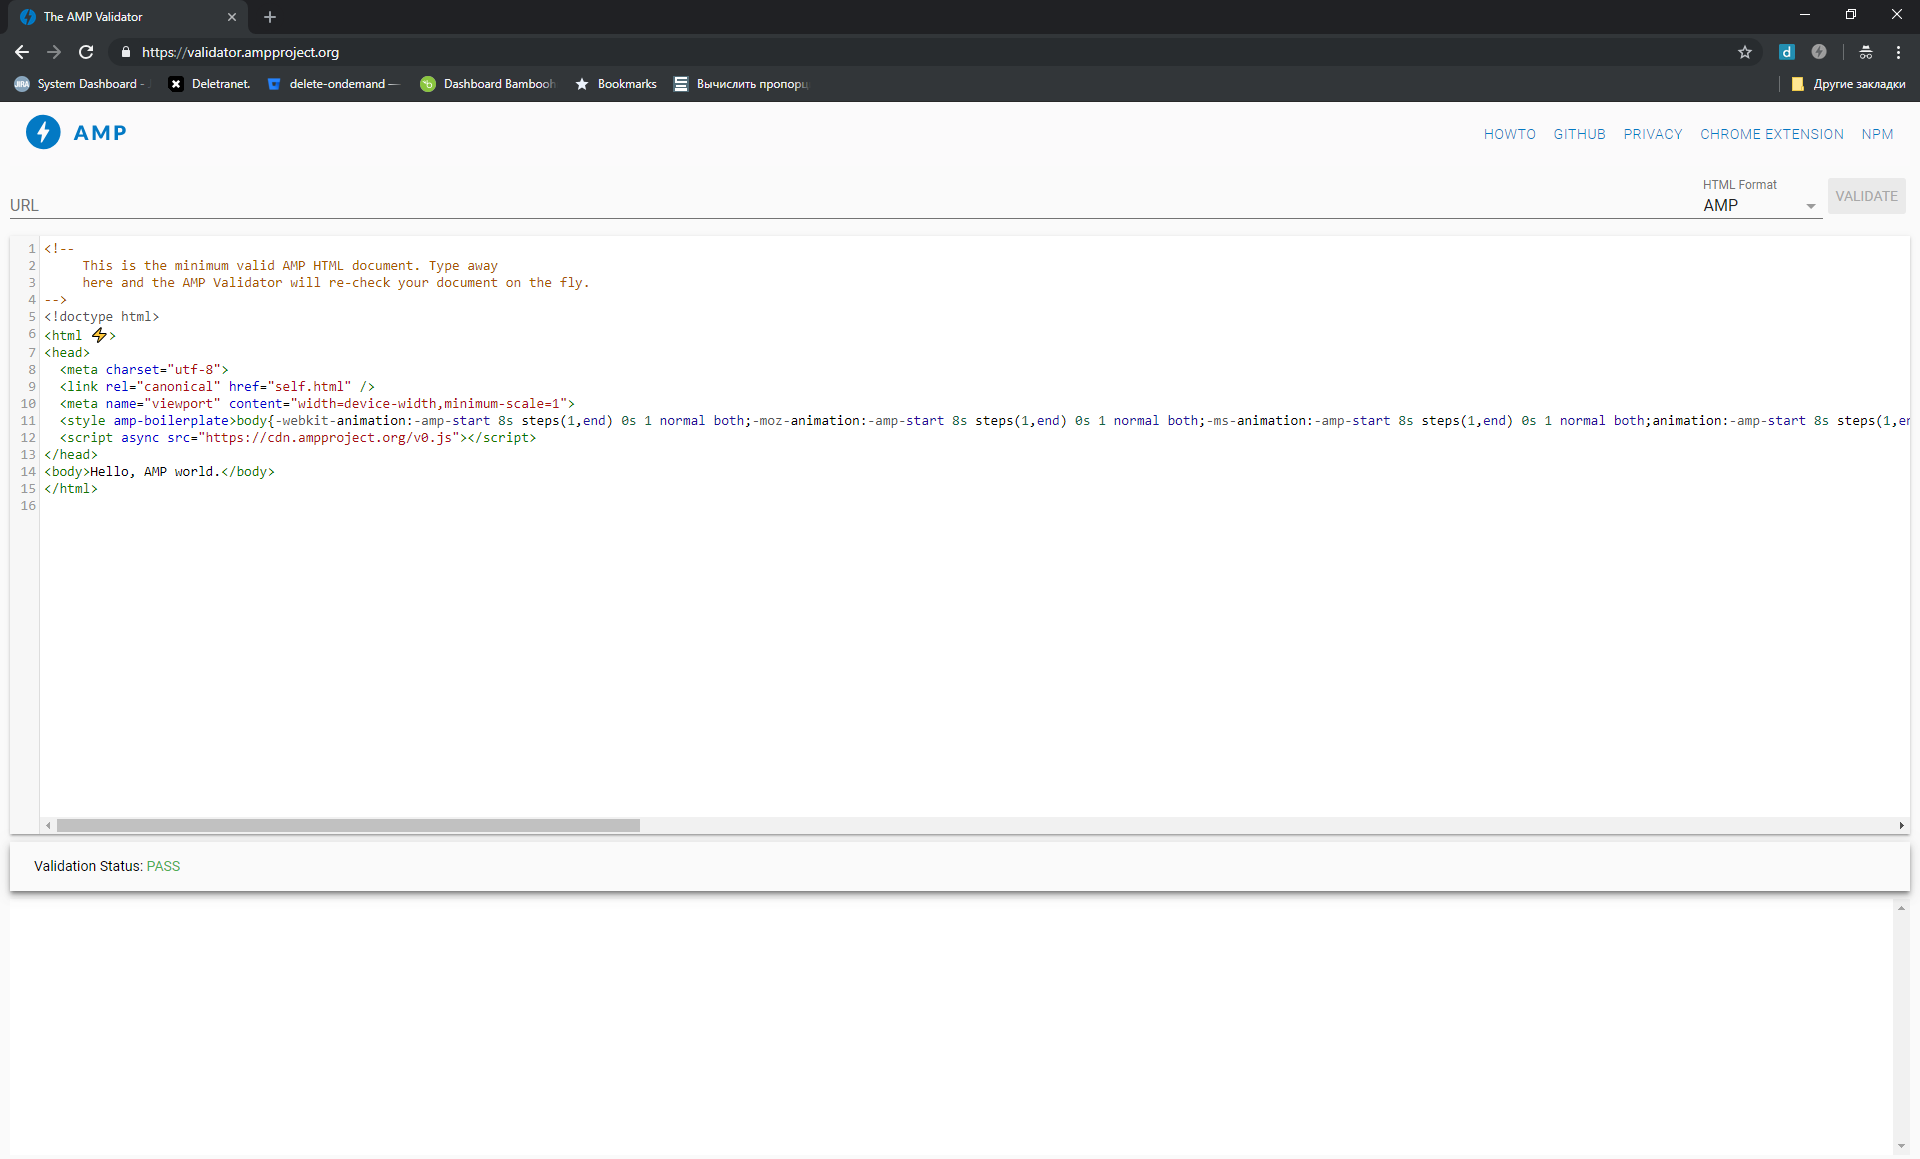 The AMP Validator
https://validator.ampproject.org
System Dashboard -
Deletranet.
delete-ondemand —
Dashboard Bambooh
Bookmarks
Вычислить пропорц
Другие закладки
AMP
HOWTO GITHUB PRIVACY CHROME EXTENSION NPM
HTML Format
URL
AMP
VALIDATE
1 <!--
2 This is the minimum valid AMP HTML document. Type away
3 here and the AMP Validator will re-check your document on the fly.
4 -->
5 <!doctype html>
6 <html ⚡>
7 <head>
8 <meta charset="utf-8">
9 <link rel="canonical" href="self.html" />
10 <meta name="viewport" content="width=device-width,minimum-scale=1">
11 <style amp-boilerplate>body{-webkit-animation:-amp-start 8s steps(1,end) 0s 1 normal both;-moz-animation:-amp-start 8s steps(1,end) 0s 1 normal both;-ms-animation:-amp-start 8s steps(1,end) 0s 1 normal both;animation:-amp-start 8s steps(1,en
12 <script async src="https://cdn.ampproject.org/v0.js"></script>
13 </head>
14 <body>Hello, AMP world.</body>
15 </html>
16
Validation Status: PASS